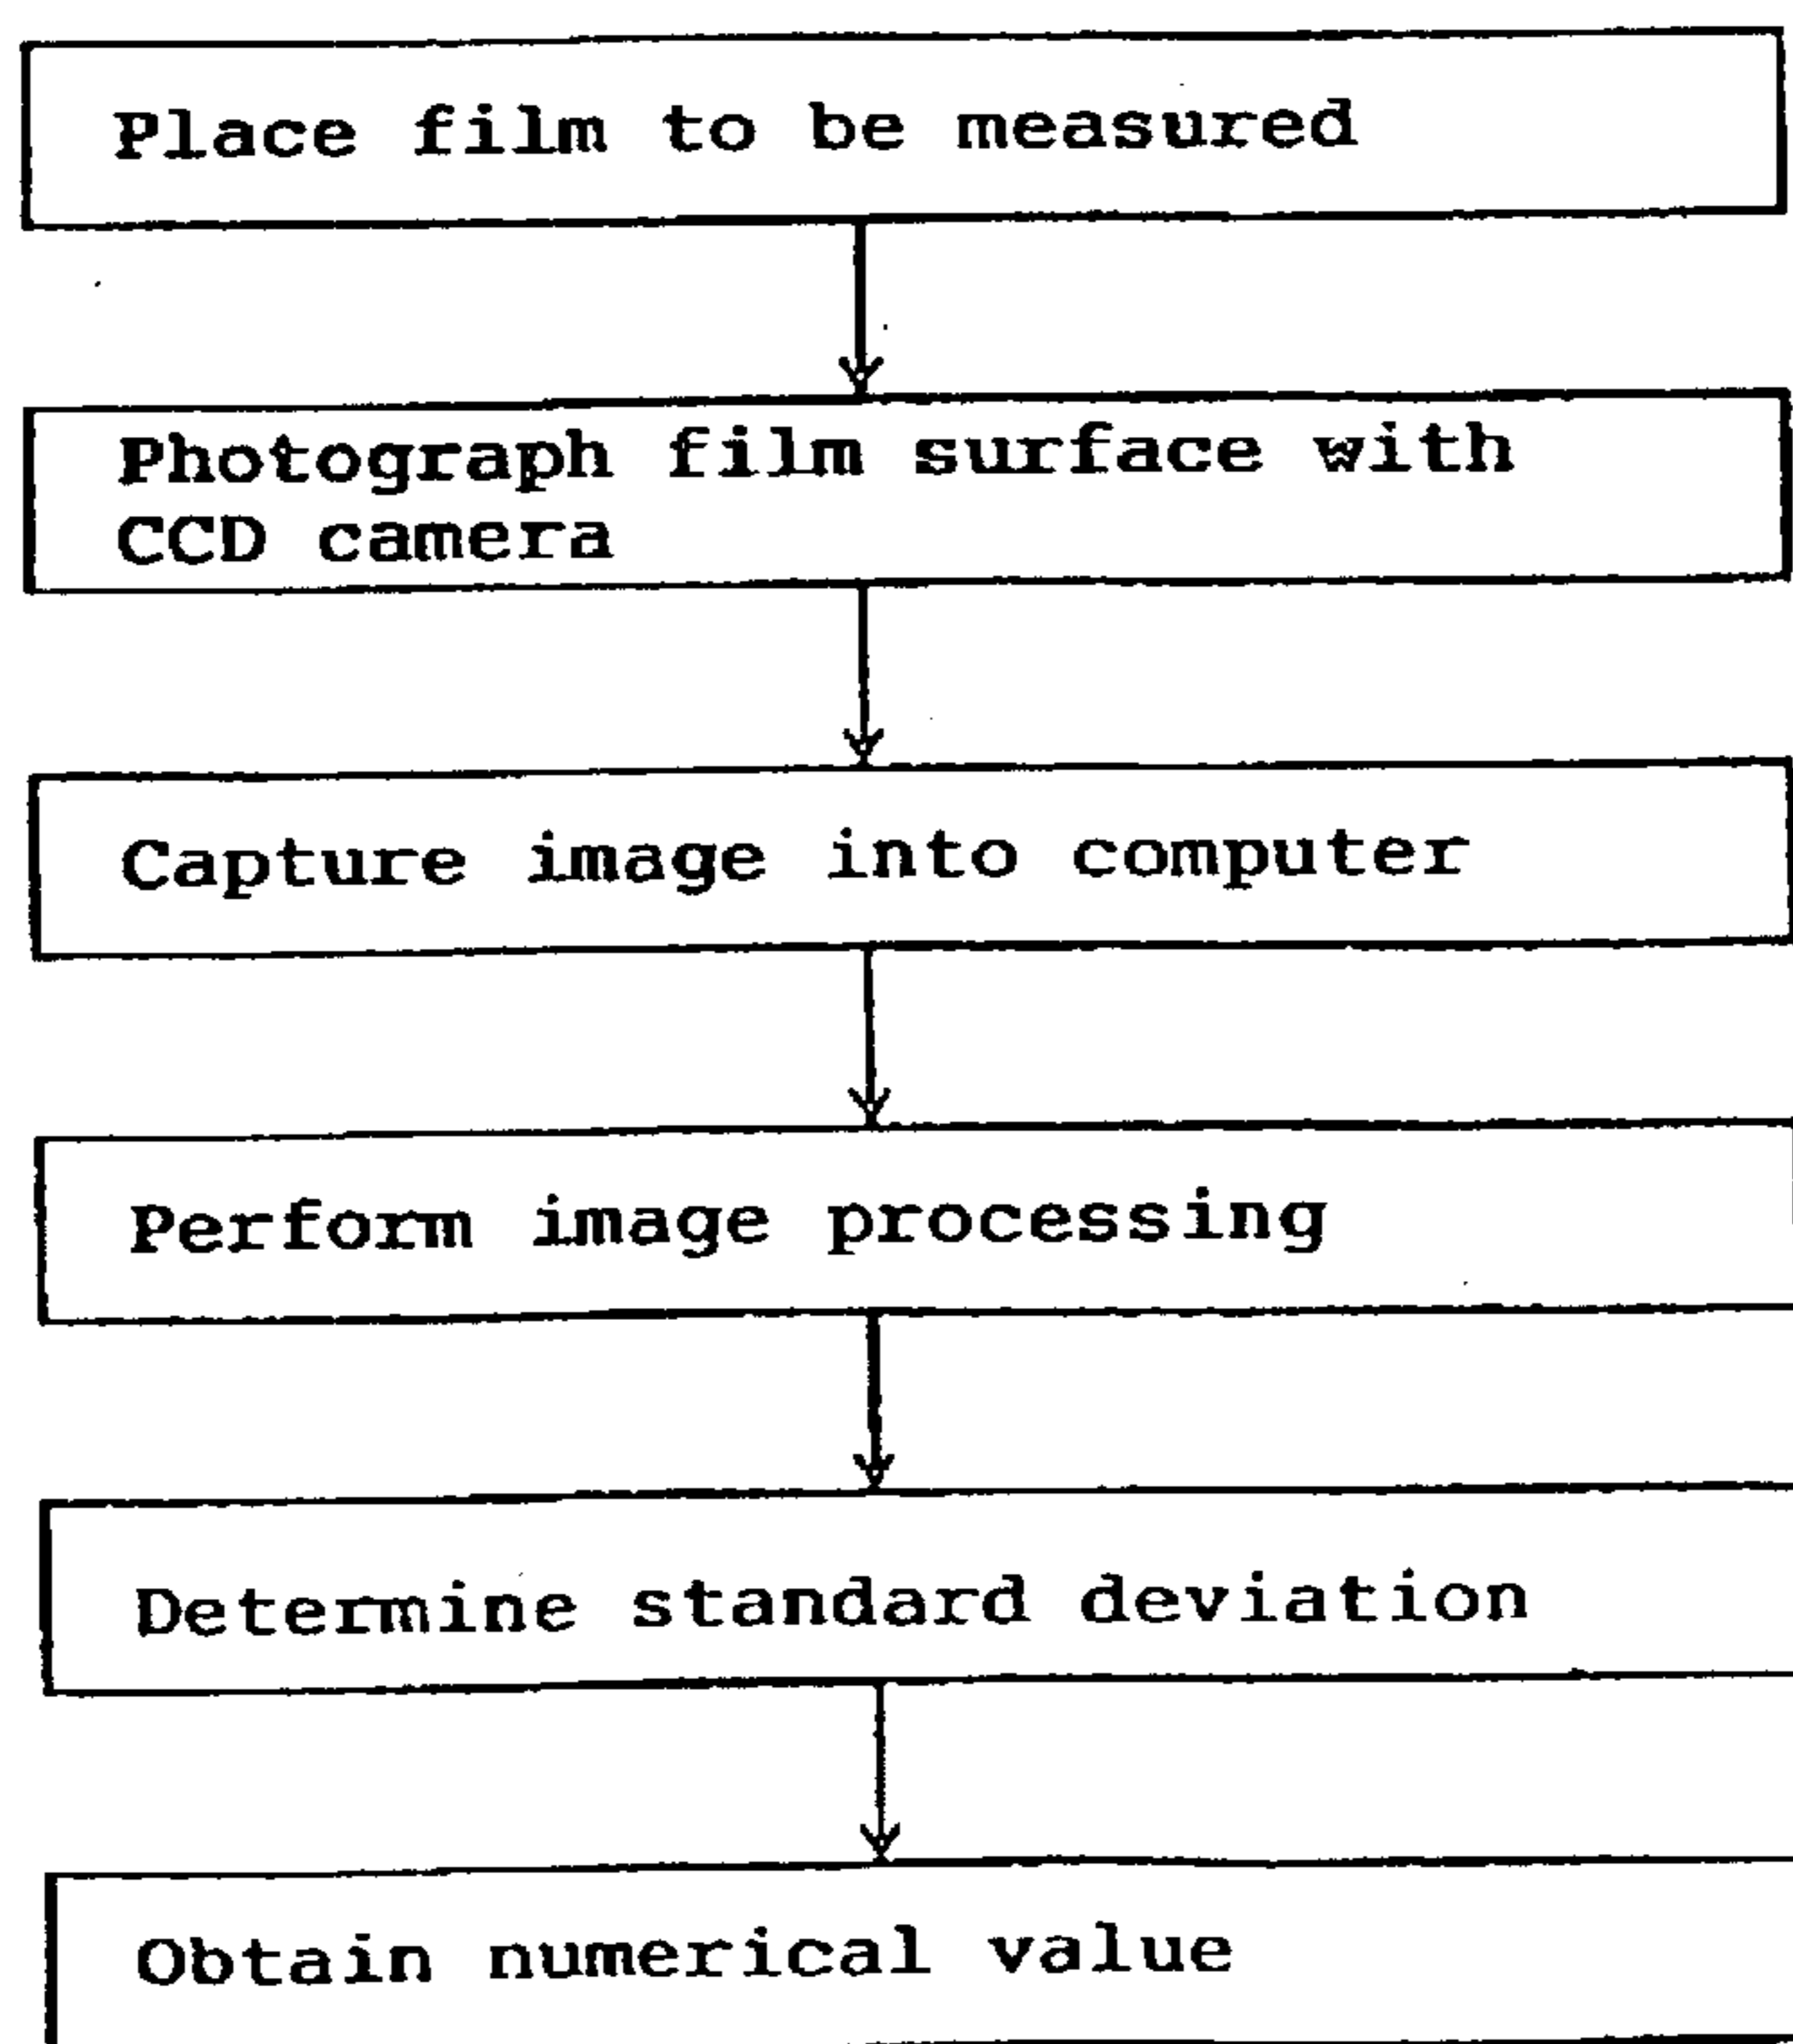 Place film to be measured
Photograph film surface with
CCD camera
Capture image into computer
Perform image processing
Determine standard deviation
Obtain numerical value